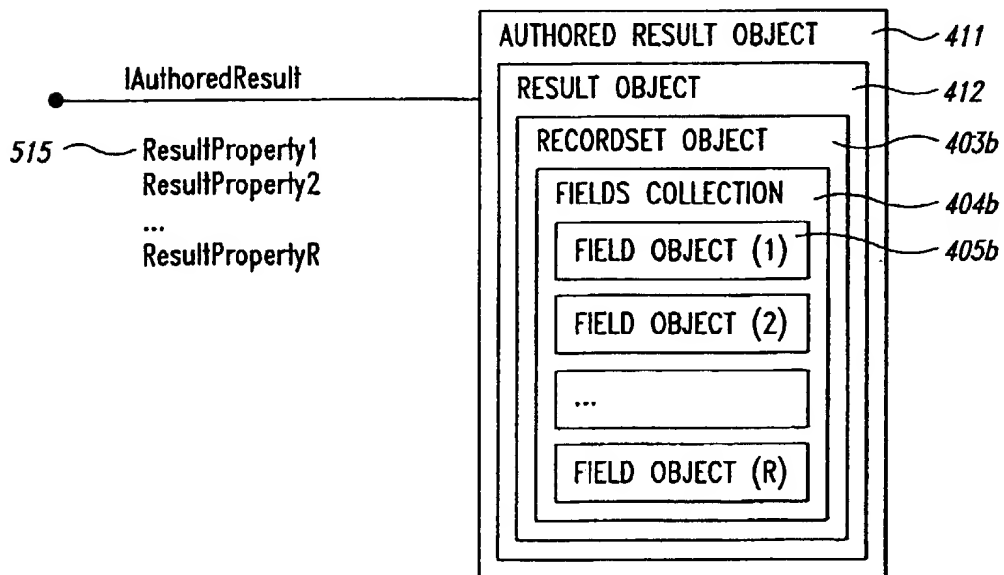 AUTHORED RESULT OBJECT 411
IAuthoredResult
RESULT OBJECT 412
RECORDSET OBJECT 403b
515 ResultProperty1
ResultProperty2
...
ResultPropertyR
FIELDS COLLECTION 404b
FIELD OBJECT (1) 405b
FIELD OBJECT (2)
...
FIELD OBJECT (R)